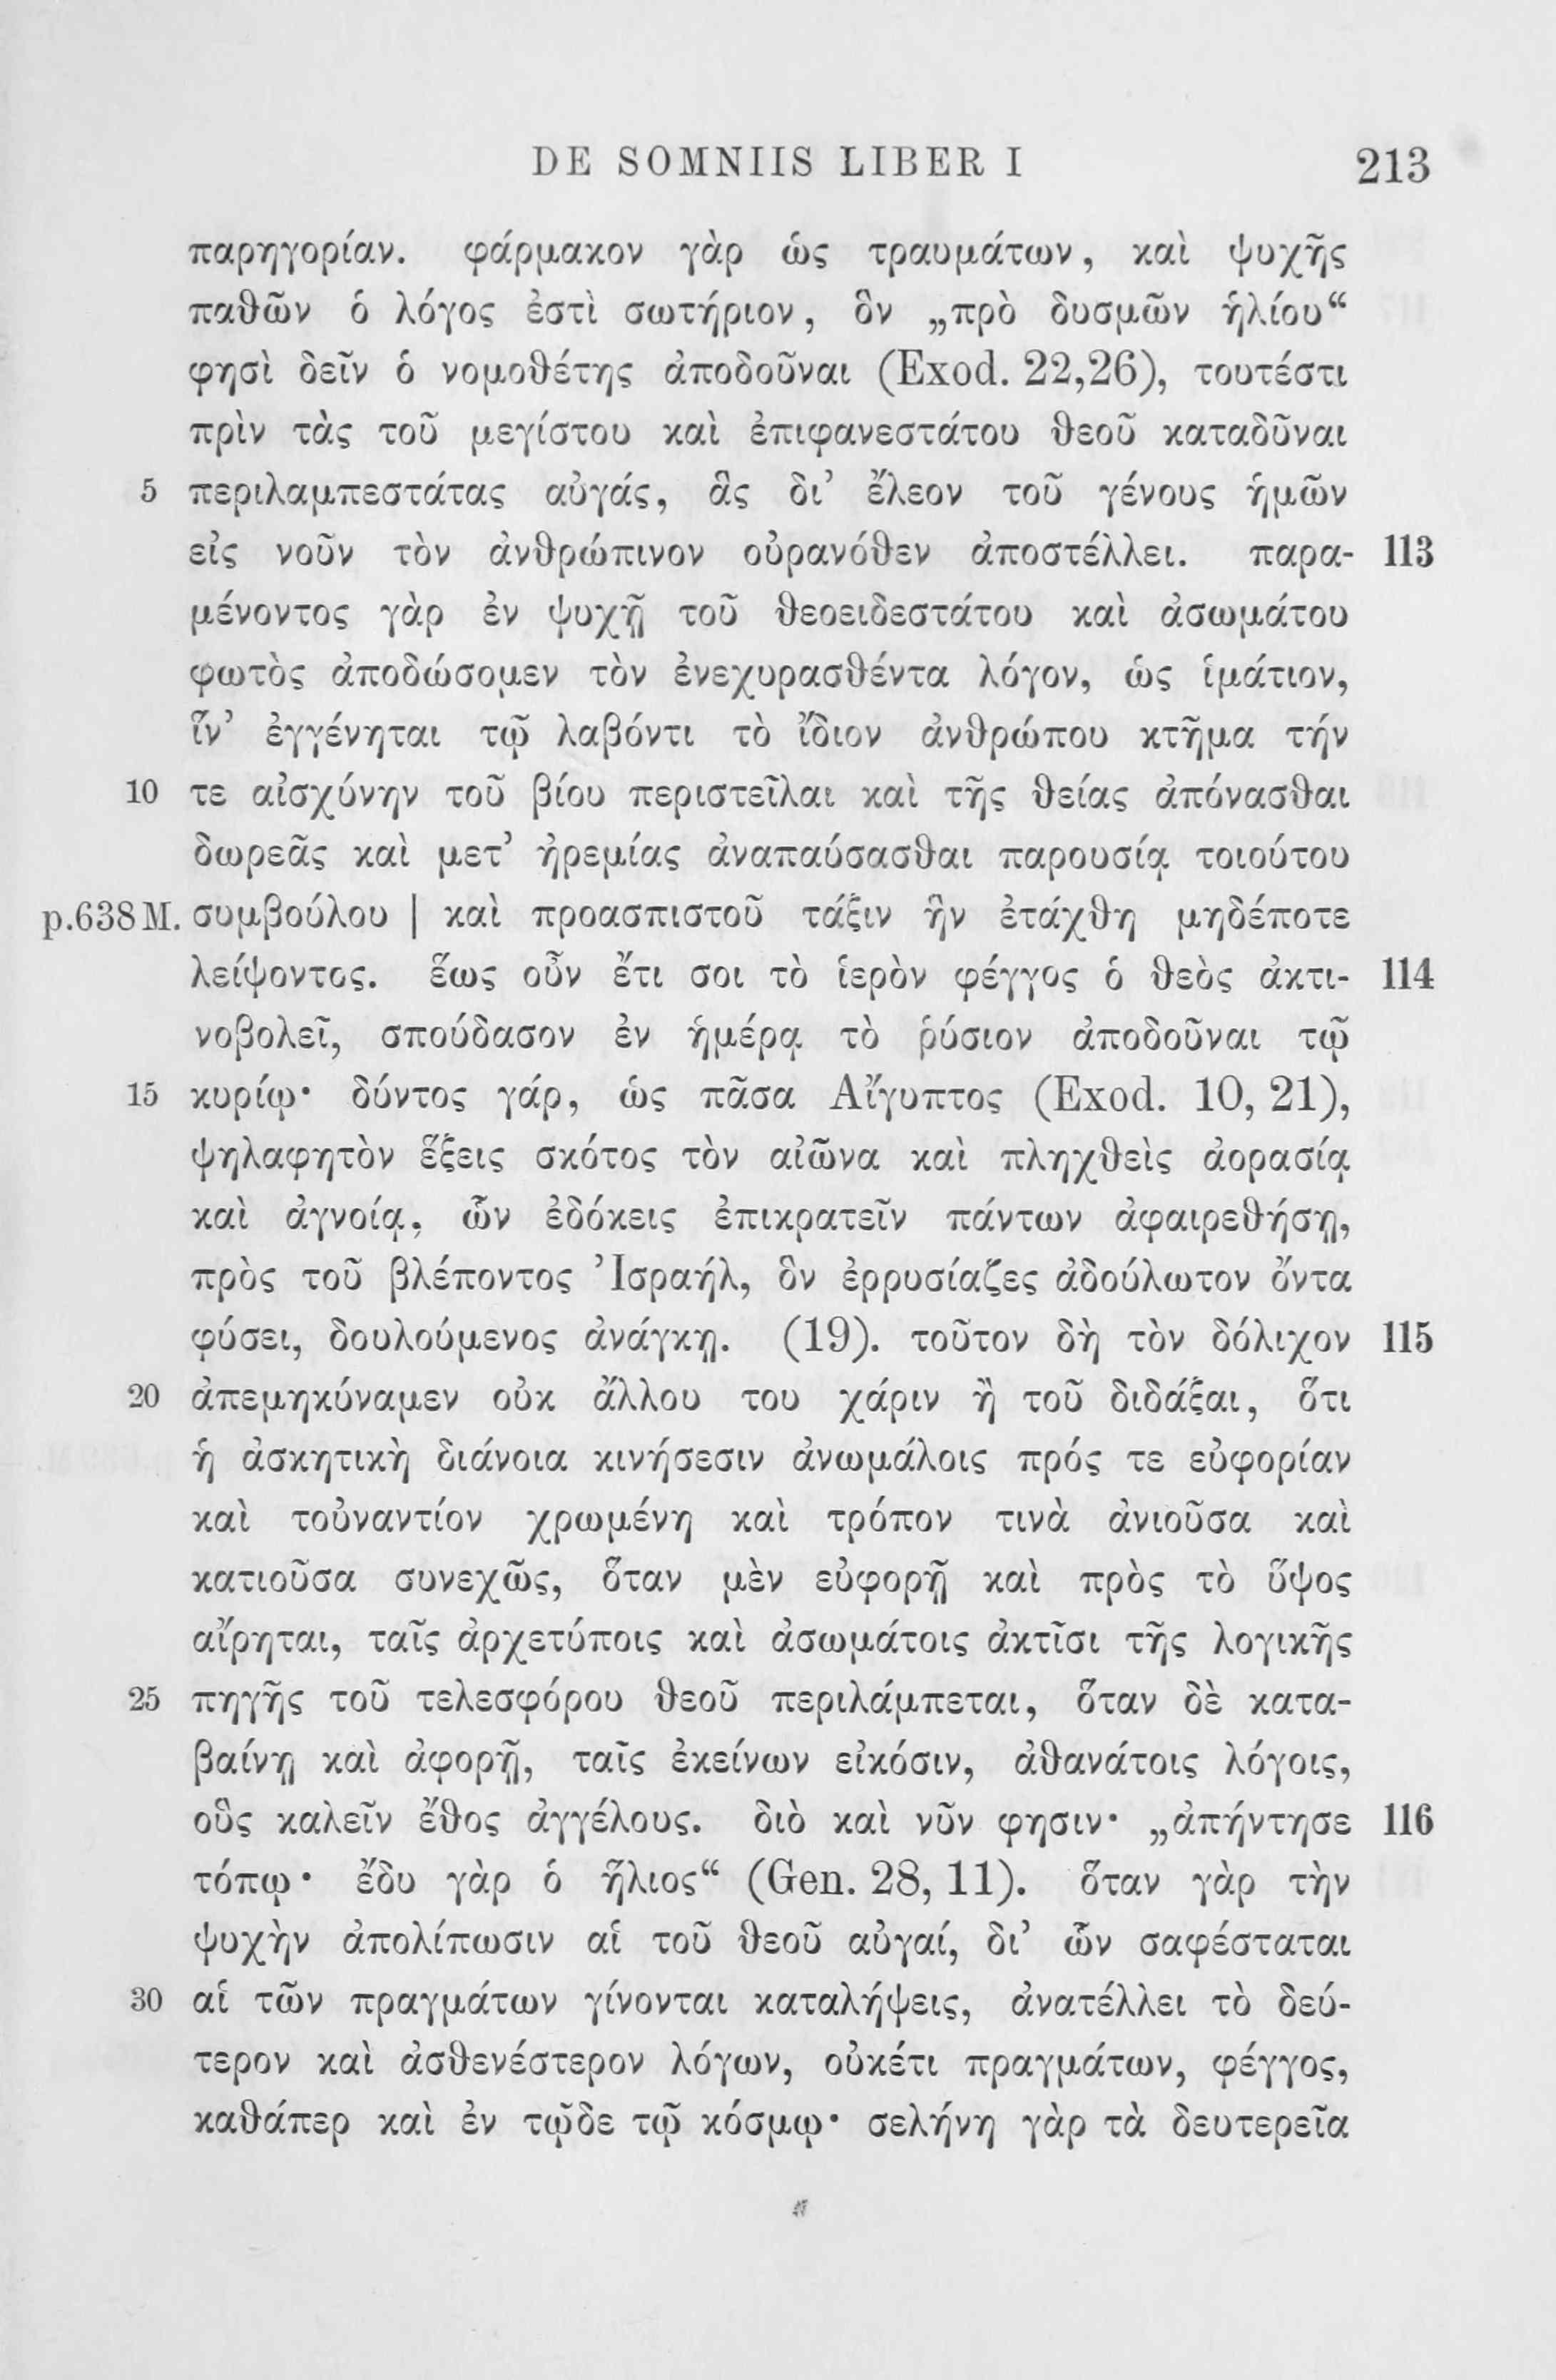 DE SOMNIIS LIBER I 213
παρηγορίαν. φάρμακον γὰρ ὡς τραυμάτων, καὶ ψυχῆς
παθῶν ὁ λόγος ἐστὶ σωτήριον, ὃν „πρὸ δυσμῶν ἡλίου“
φησὶ δεῖν ὁ νομοθέτης ἀποδοῦναι (Exod. 22,26), τουτέστι
πρὶν τὰς τοῦ μεγίστου καὶ ἐπιφανεστάτου θεοῦ καταδῦναι
5 περιλαμπεστάτας αὐγάς, ἃς δι’ ἔλεον τοῦ γένους ἡμῶν
εἰς νοῦν τὸν ἀνθρώπινον οὐρανόθεν ἀποστέλλει. παρα- 113
μένοντος γὰρ ἐν ψυχῇ τοῦ θεοειδεστάτου καὶ ἀσωμάτου
φωτὸς ἀποδώσομεν τὸν ἐνεχυρασθέντα λόγον, ὡς ἱμάτιον,
ἵν’ ἐγγένηται τῷ λαβόντι τὸ ἴδιον ἀνθρώπου κτῆμα τήν
10 τε αἰσχύνην τοῦ βίου περιστεῖλαι καὶ τῆς θείας ἀπόνασθαι
δωρεᾶς καὶ μετ’ ἠρεμίας ἀναπαύσασθαι παρουσίᾳ τοιούτου
p.638 M. συμβούλου | καὶ προασπιστοῦ τάξιν ἣν ἐτάχθη μηδέποτε
λείψοντος. ἕως οὖν ἔτι σοι τὸ ἱερὸν φέγγος ὁ θεὸς ἀκτι- 114
νοβολεῖ, σπούδασον ἐν ἡμέρᾳ τὸ ῥύσιον ἀποδοῦναι τῷ
15 κυρίῳ· δύντος γάρ, ὡς πᾶσα Αἴγυπτος (Exod. 10, 21),
ψηλαφητὸν ἕξεις σκότος τὸν αἰῶνα καὶ πληχθεὶς ἀορασίᾳ
καὶ ἀγνοίᾳ, ὧν ἐδόκεις ἐπικρατεῖν πάντων ἀφαιρεθήσῃ,
πρὸς τοῦ βλέποντος Ἰσραήλ, ὃν ἐρρυσίαζες ἀδούλωτον ὄντα
φύσει, δουλούμενος ἀνάγκῃ. (19). τοῦτον δὴ τὸν δόλιχον 115
20 ἀπεμηκύναμεν οὐκ ἄλλου του χάριν ἢ τοῦ διδάξαι, ὅτι
ἡ ἀσκητικὴ διάνοια κινήσεσιν ἀνωμάλοις πρός τε εὐφορίαν
καὶ τοὐναντίον χρωμένη καὶ τρόπον τινὰ ἀνιοῦσα καὶ
κατιοῦσα συνεχῶς, ὅταν μὲν εὐφορῇ καὶ πρὸς τὸ ὕψος
αἴρηται, ταῖς ἀρχετύποις καὶ ἀσωμάτοις ἀκτῖσι τῆς λογικῆς
25 πηγῆς τοῦ τελεσφόρου θεοῦ περιλάμπεται, ὅταν δὲ κατα-
βαίνῃ καὶ ἀφορῇ, ταῖς ἐκείνων εἰκόσιν, ἀθανάτοις λόγοις,
οὓς καλεῖν ἔθος ἀγγέλους. διὸ καὶ νῦν φησιν· „ἀπήντησε 116
τόπῳ· ἔδυ γὰρ ὁ ἥλιος“ (Gen. 28, 11). ὅταν γὰρ τὴν
ψυχὴν ἀπολίπωσιν αἱ τοῦ θεοῦ αὐγαί, δι’ ὧν σαφέσταται
30 αἱ τῶν πραγμάτων γίνονται καταλήψεις, ἀνατέλλει τὸ δεύ-
τερον καὶ ἀσθενέστερον λόγων, οὐκέτι πραγμάτων, φέγγος,
καθάπερ καὶ ἐν τῷδε τῷ κόσμῳ· σελήνη γὰρ τὰ δευτερεῖα